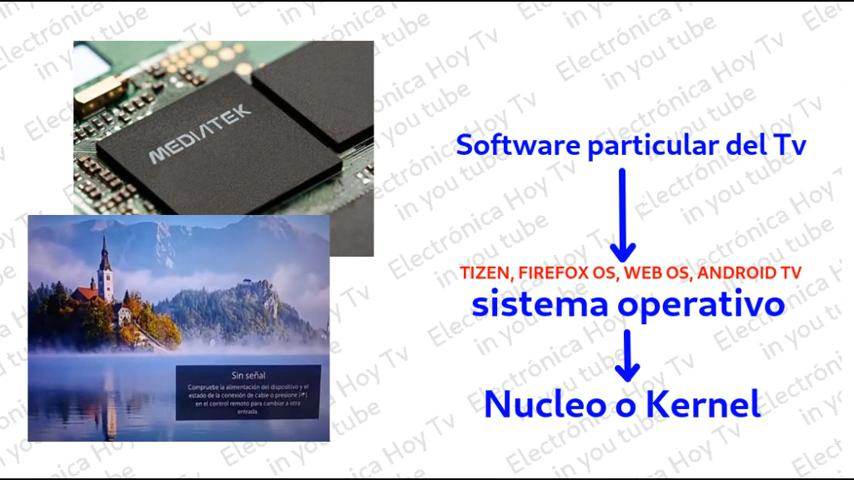 MEDIATEK
Sin señal
Compruebe la alimentación del dispositivo y el
estado de la conexión de cable o presione [ ]
en el control remoto para cambiar a otra
entrada.
Software particular del Tv
TIZEN, FIREFOX OS, WEB OS, ANDROID TV
sistema operativo
Nucleo o Kernel
Electrónica Hoy Tv
in you tube